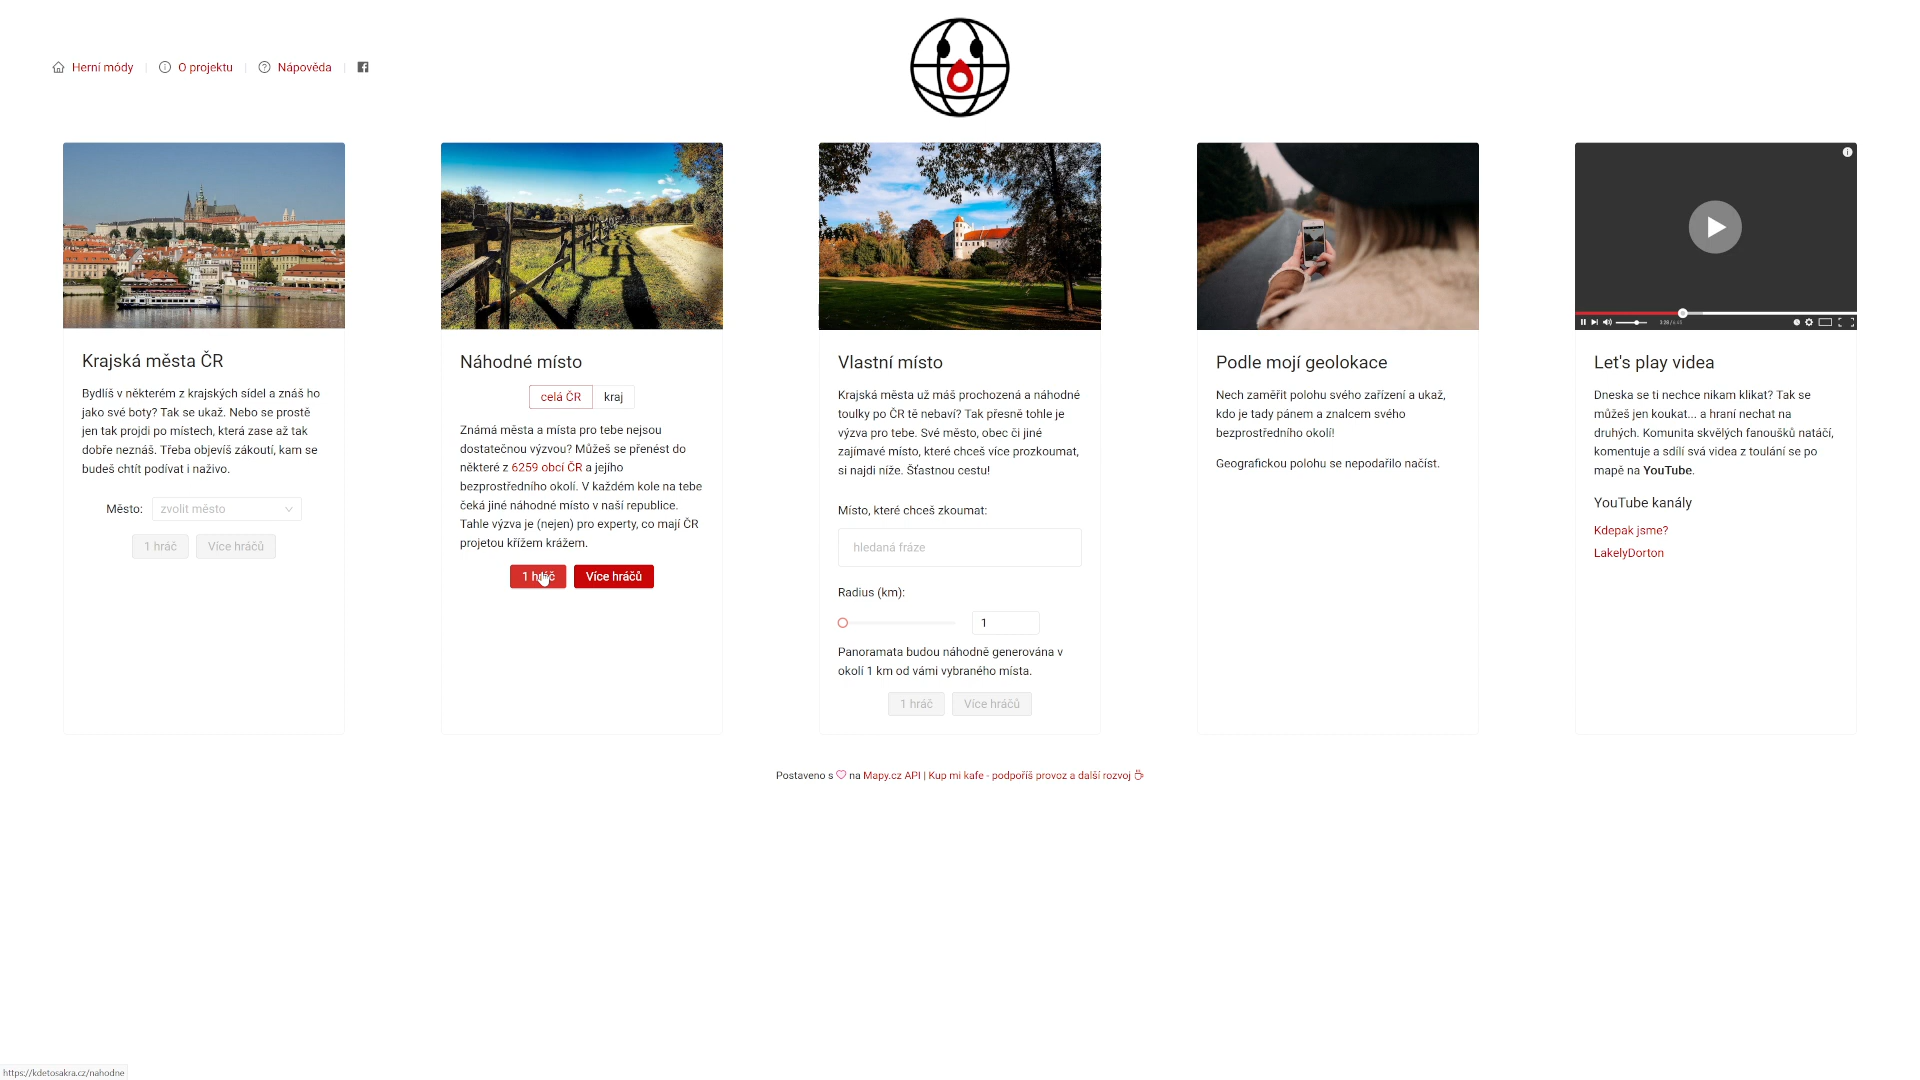 Herní módy
O projektu
Nápověda
Krajská města ČR
Bydlíš v některém z krajských sídel a znáš ho
jako své boty? Tak se ukaž. Nebo se prostě
jen tak projdi po místech, která zase až tak
dobře neznáš. Třeba objevíš zákoutí, kam se
budeš chtít podívat i naživo.
Město: zvolit město
1 hráč Více hráčů
Náhodné místo
celá ČR kraj
Známá města a místa pro tebe nejsou
dostatečnou výzvou? Můžeš se přenést do
některé z 6259 obcí ČR a jejího
bezprostředního okolí. V každém kole na tebe
čeká jiné náhodné místo v naší republice.
Tahle výzva je (nejen) pro experty, co mají ČR
projetou křížem krážem.
1 hráč Více hráčů
Vlastní místo
Krajská města už máš prochozená a náhodné
toulky po ČR tě nebaví? Tak přesně tohle je
výzva pro tebe. Své město, obec či jiné
zajímavé místo, které chceš více prozkoumat,
si najdi níže. Šťastnou cestu!
Místo, které chceš zkoumat:
hledaná fráze
Radius (km):
1
Panoramata budou náhodně generována v
okolí 1 km od vámi vybraného místa.
1 hráč Více hráčů
Podle mojí geolokace
Nech zaměřit polohu svého zařízení a ukaž,
kdo je tady pánem a znalcem svého
bezprostředního okolí!
Geografickou polohu se nepodařilo načíst.
Let's play videa
Dneska se ti nechce nikam klikat? Tak se
můžeš jen koukat... a hraní nechat na
druhých. Komunita skvělých fanoušků natáčí,
komentuje a sdílí svá videa z toulání se po
mapě na YouTube.
YouTube kanály
Kdepak jsme?
LakelyDorton
Postaveno s na Mapy.cz API | Kup mi kafe - podpoříš provoz a další rozvoj
https://kdetosakra.cz/nahodne